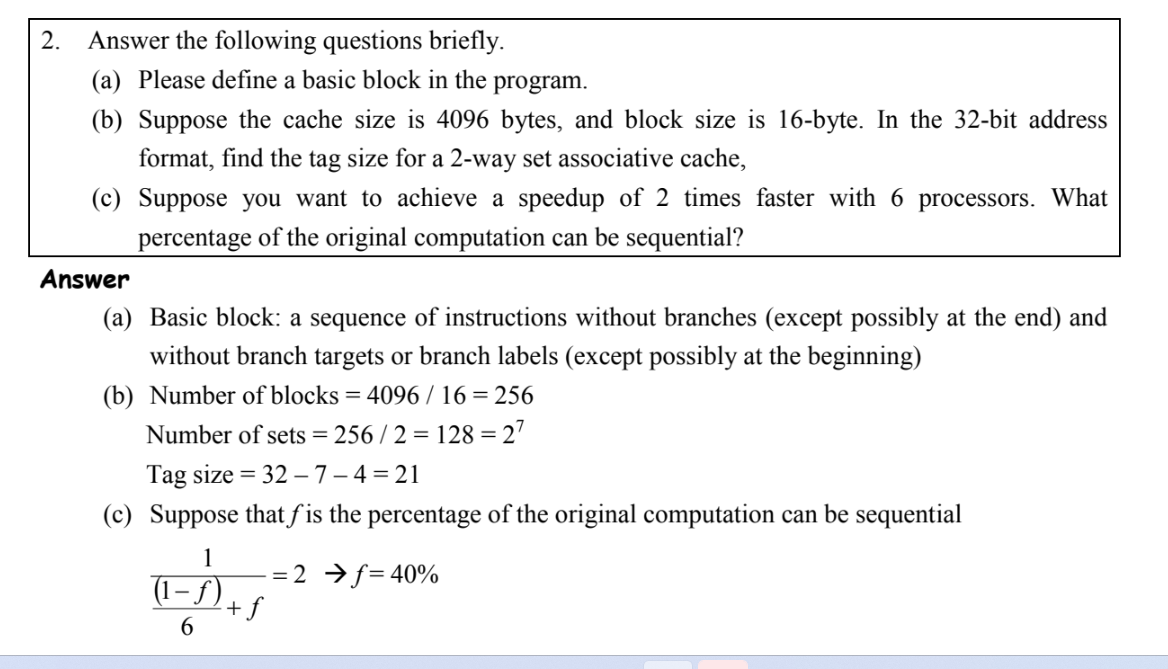 2. Answer the following questions briefly.
(a) Please define a basic block in the program.
(b) Suppose the cache size is 4096 bytes, and block size is 16-byte. In the 32-bit address
format, find the tag size for a 2-way set associative cache,
(c) Suppose you want to achieve a speedup of 2 times faster with 6 processors. What
percentage of the original computation can be sequential?
Answer
(a) Basic block: a sequence of instructions without branches (except possibly at the end) and
without branch targets or branch labels (except possibly at the beginning)
(b) Number of blocks = 4096 / 16 = 256
Number of sets = 256 / 2 = 128 = 2⁷
Tag size = 32 – 7 – 4 = 21
(c) Suppose that f is the percentage of the original computation can be sequential
1
(1 – f)
6
+ f
= 2 → f = 40%